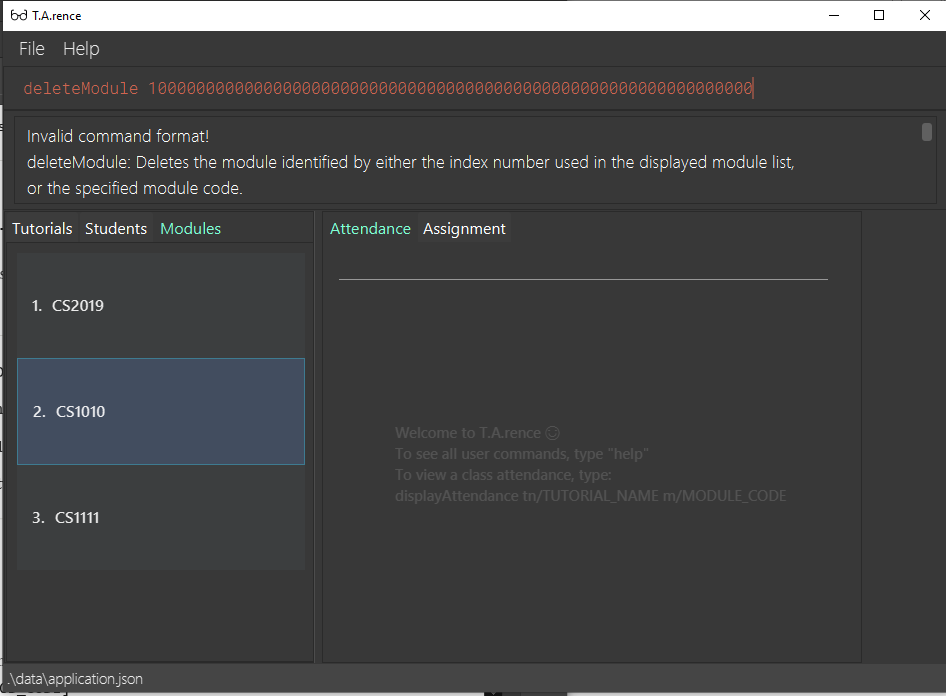 T.A.rence
File Help
deleteModule 100000000000000000000000000000000000000000000000000000000000000
Invalid command format!
deleteModule: Deletes the module identified by either the index number used in the displayed module list,
or the specified module code.
Tutorials Students Modules
Attendance Assignment
1. CS2019
2. CS1010
3. CS1111
Welcome to T.A.rence
To see all user commands, type "help"
To view a class attendance, type:
displayAttendance tn/TUTORIAL_NAME m/MODULE_CODE
.\data\application.json